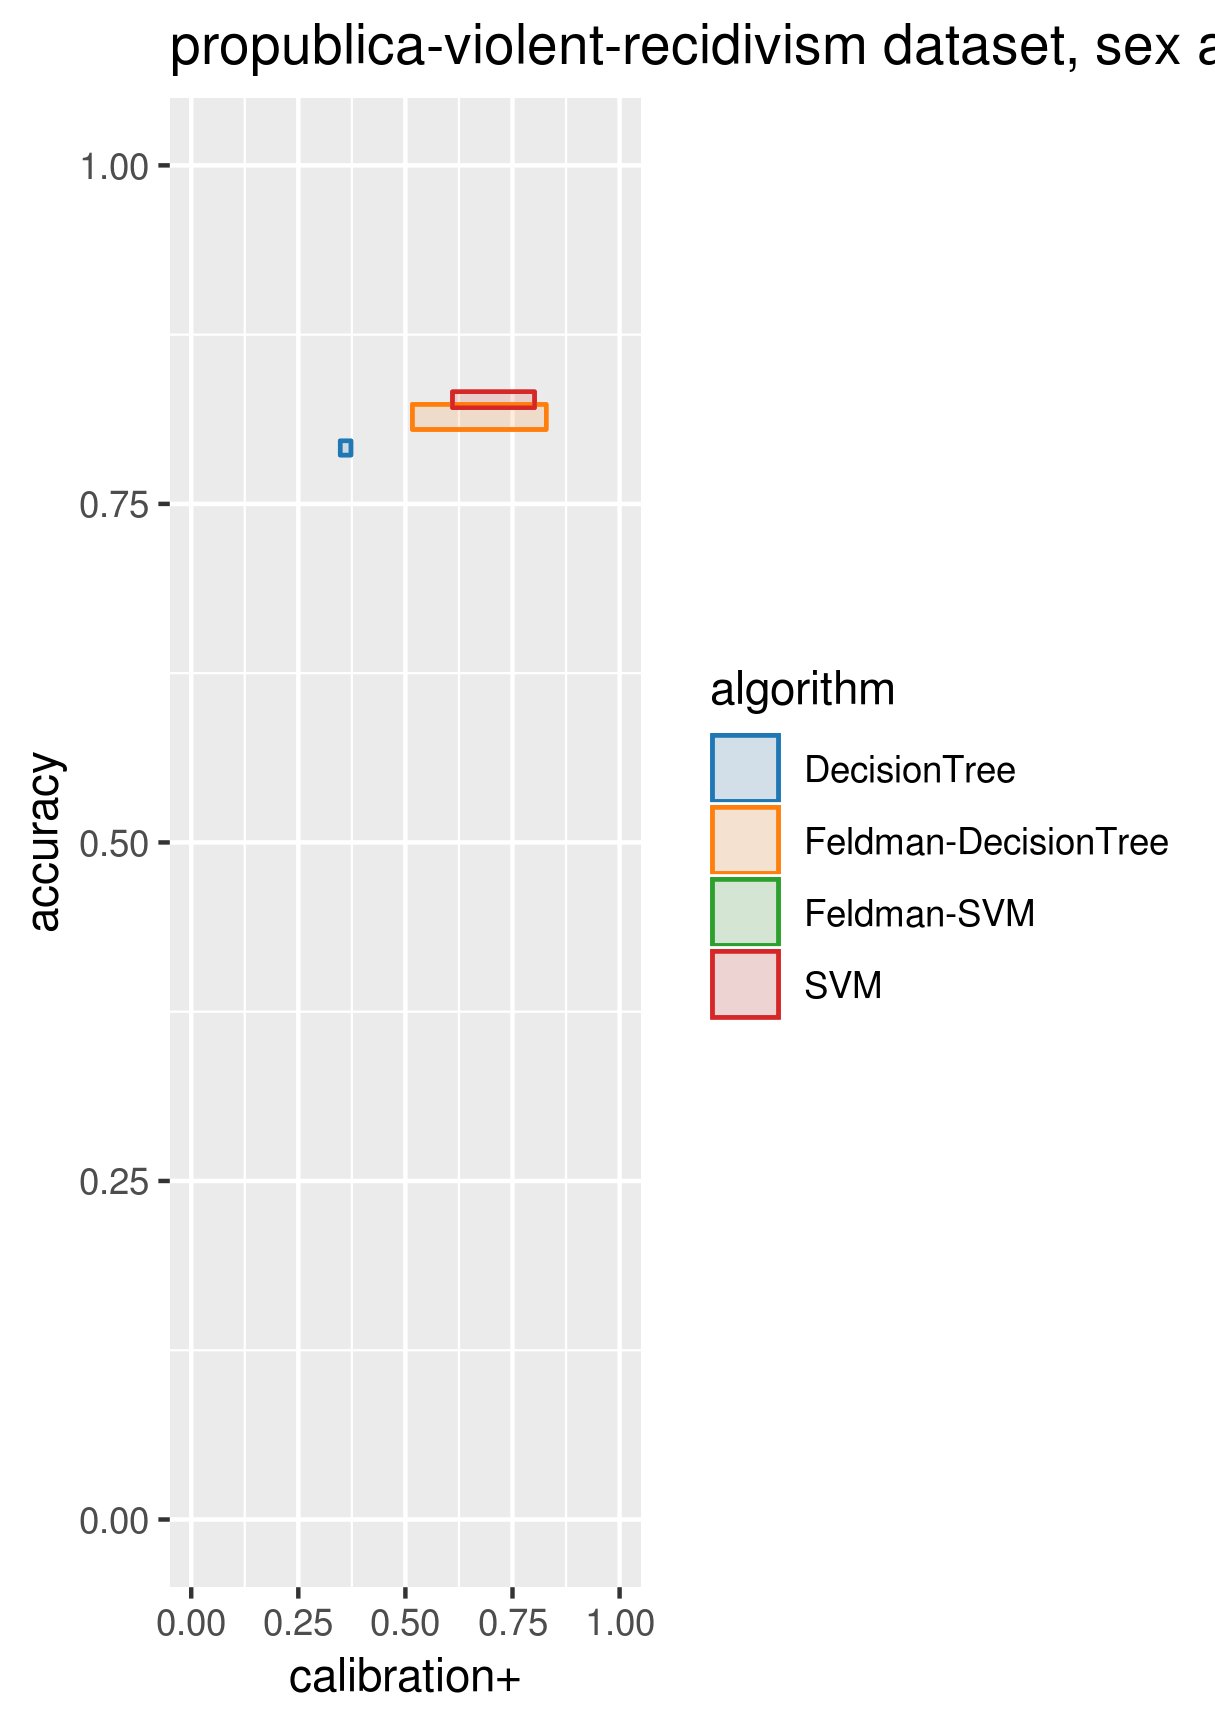 propublica-violent-recidivism dataset, sex
1.00
0.75
0.50
0.25
0.00
accuracy
0.00 0.25 0.50 0.75 1.00
calibration+
algorithm
DecisionTree
Feldman-DecisionTree
Feldman-SVM
SVM